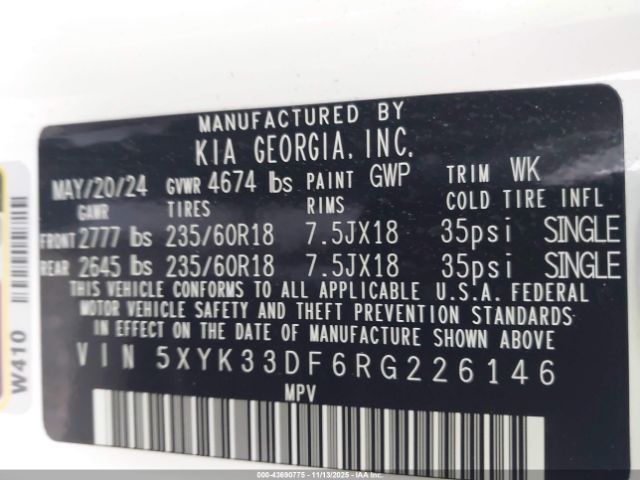 MANUFACTURED BY
KIA GEORGIA, INC.
MAY/20/24 GVWR 4674 lbs PAINT GWP TRIM WK
GAWR TIRES RIMS COLD TIRE INFL
FRONT 2777 lbs 235/60R18 7.5JX18 35psi SINGLE
REAR 2645 lbs 235/60R18 7.5JX18 35psi SINGLE
THIS VEHICLE CONFORMS TO ALL APPLICABLE U.S.A. FEDERAL
MOTOR VEHICLE SAFETY AND THEFT PREVENTION STANDARDS
IN EFFECT ON THE DATE OF MANUFACTURE SHOWN ABOVE.
VIN 5XYK33DF6RG226146
MPV
W410
000-43690775 - 11/13/2025 - IAAI.COM